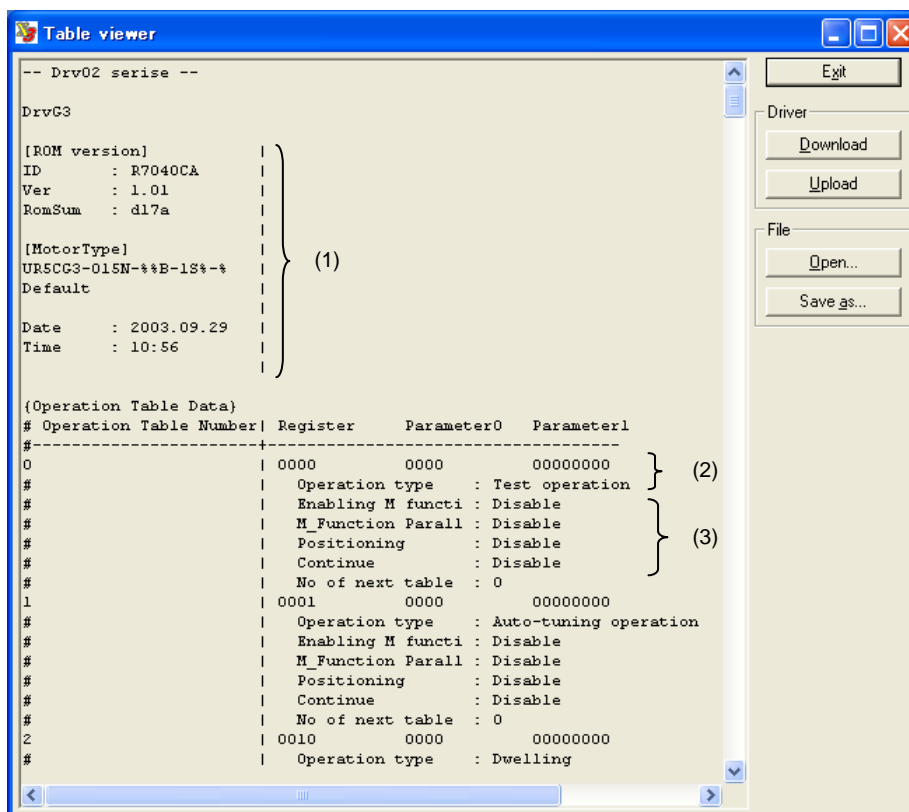 Table viewer
-- Drv02 serise --
DrvG3
[ROM version] |
ID : R7040CA |
Ver : 1.01 |
RomSum : d17a |
|
[MotorType] |
UR5CG3-015N-%%B-1S%-% | (1)
Default |
|
Date : 2003.09.29 |
Time : 10:56 |
|
{Operation Table Data}
# Operation Table Number| Register Parameter0 Parameter1
#-----------------------+-----------------------------------
0 | 0000 0000 00000000
# | Operation type : Test operation (2)
# | Enabling M functi : Disable
# | M_Function Parall : Disable
# | Positioning : Disable (3)
# | Continue : Disable
# | No of next table : 0
1 | 0001 0000 00000000
# | Operation type : Auto-tuning operation
# | Enabling M functi : Disable
# | M_Function Parall : Disable
# | Positioning : Disable
# | Continue : Disable
# | No of next table : 0
2 | 0010 0000 00000000
# | Operation type : Dwelling
Exit
Driver
Download
Upload
File
Open...
Save as...